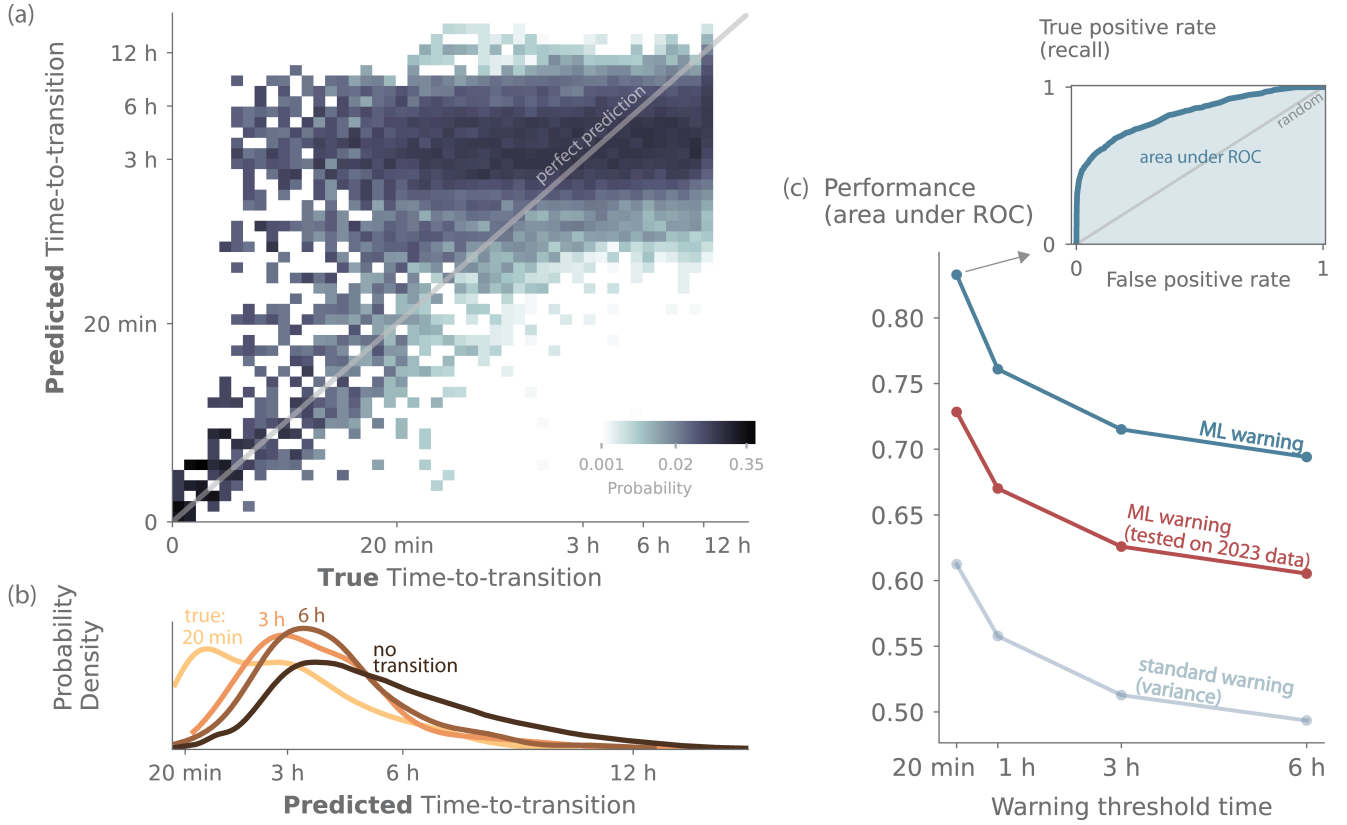 (a)
Predicted Time-to-transition
12 h
6 h
3 h
20 min
0
perfect prediction
0.001
0.02
0.35
Probability
0
20 min
3 h
6 h
12 h
True Time-to-transition
(b)
Probability
Density
true:
20 min
3 h
6 h
no
transition
20 min
3 h
6 h
12 h
Predicted Time-to-transition
True positive rate
(recall)
1
0
random
area under ROC
0
1
False positive rate
(c) Performance
(area under ROC)
0.80
0.75
0.70
0.65
0.60
0.55
0.50
ML warning
ML warning
(tested on 2023 data)
standard warning
(variance)
20 min
1 h
3 h
6 h
Warning threshold time